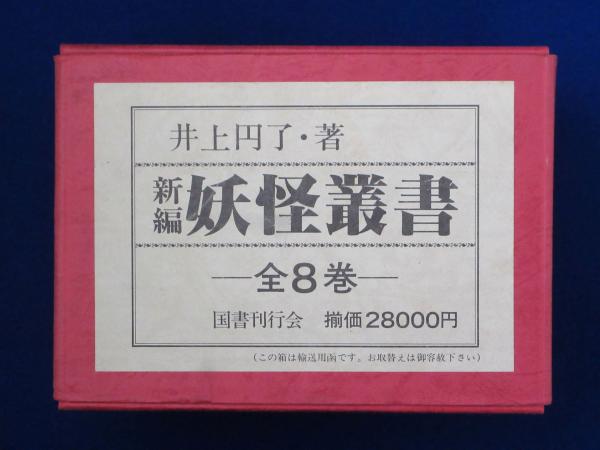 井上円了・著
新編 妖怪叢書
―全8巻―
国書刊行会 揃価28000円
(この箱は輸送用函です。お取替えは御容赦下さい)